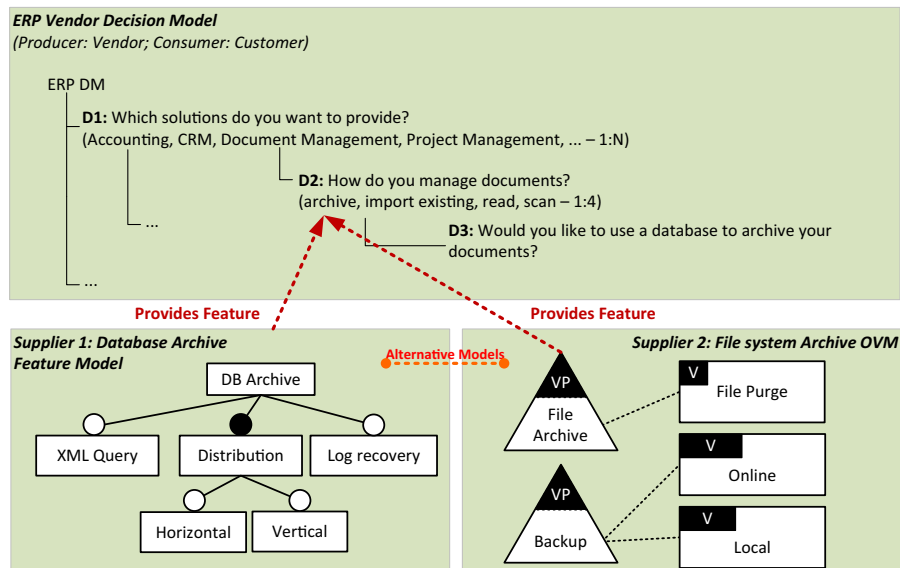 ERP Vendor Decision Model
(Producer: Vendor; Consumer: Customer)
ERP DM
D1: Which solutions do you want to provide?
(Accounting, CRM, Document Management, Project Management, ... – 1:N)
D2: How do you manage documents?
(archive, import existing, read, scan – 1:4)
...
D3: Would you like to use a database to archive your
documents?
...
Provides Feature
Provides Feature
Supplier 1: Database Archive
Feature Model
DB Archive
XML Query
Distribution
Log recovery
Horizontal
Vertical
Alternative Models
Supplier 2: File system Archive OVM
VP
File
Archive
V
File Purge
VP
Backup
V
Online
V
Local